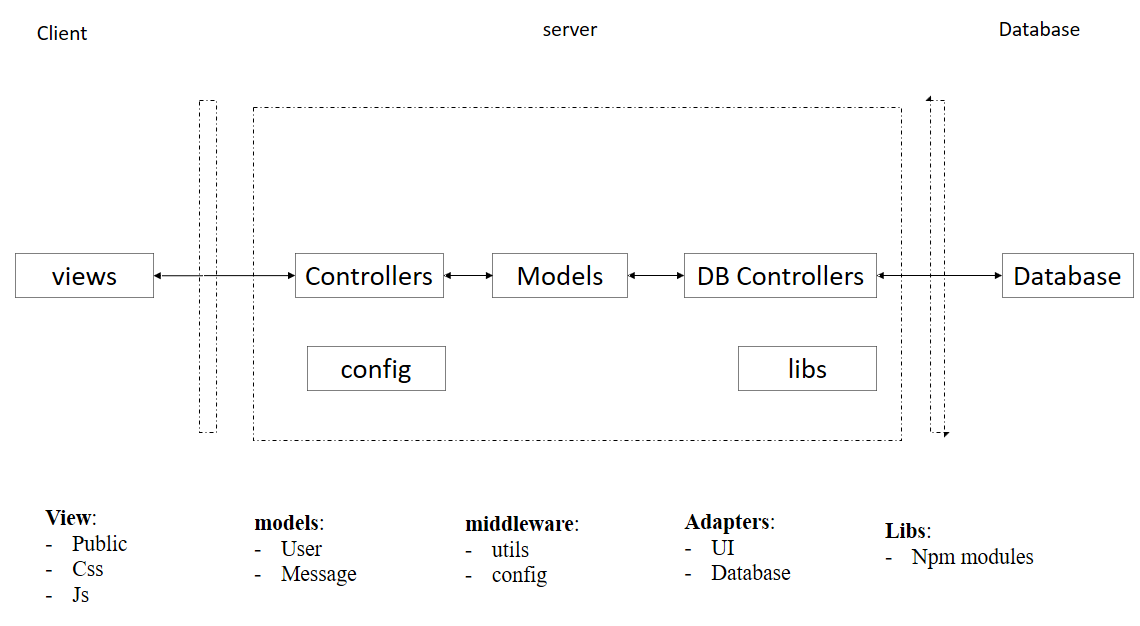 Client
server
Database
views
Controllers
Models
DB Controllers
Database
config
libs
View:
- Public
- Css
- Js
models:
- User
- Message
middleware:
- utils
- config
Adapters:
- UI
- Database
Libs:
- Npm modules